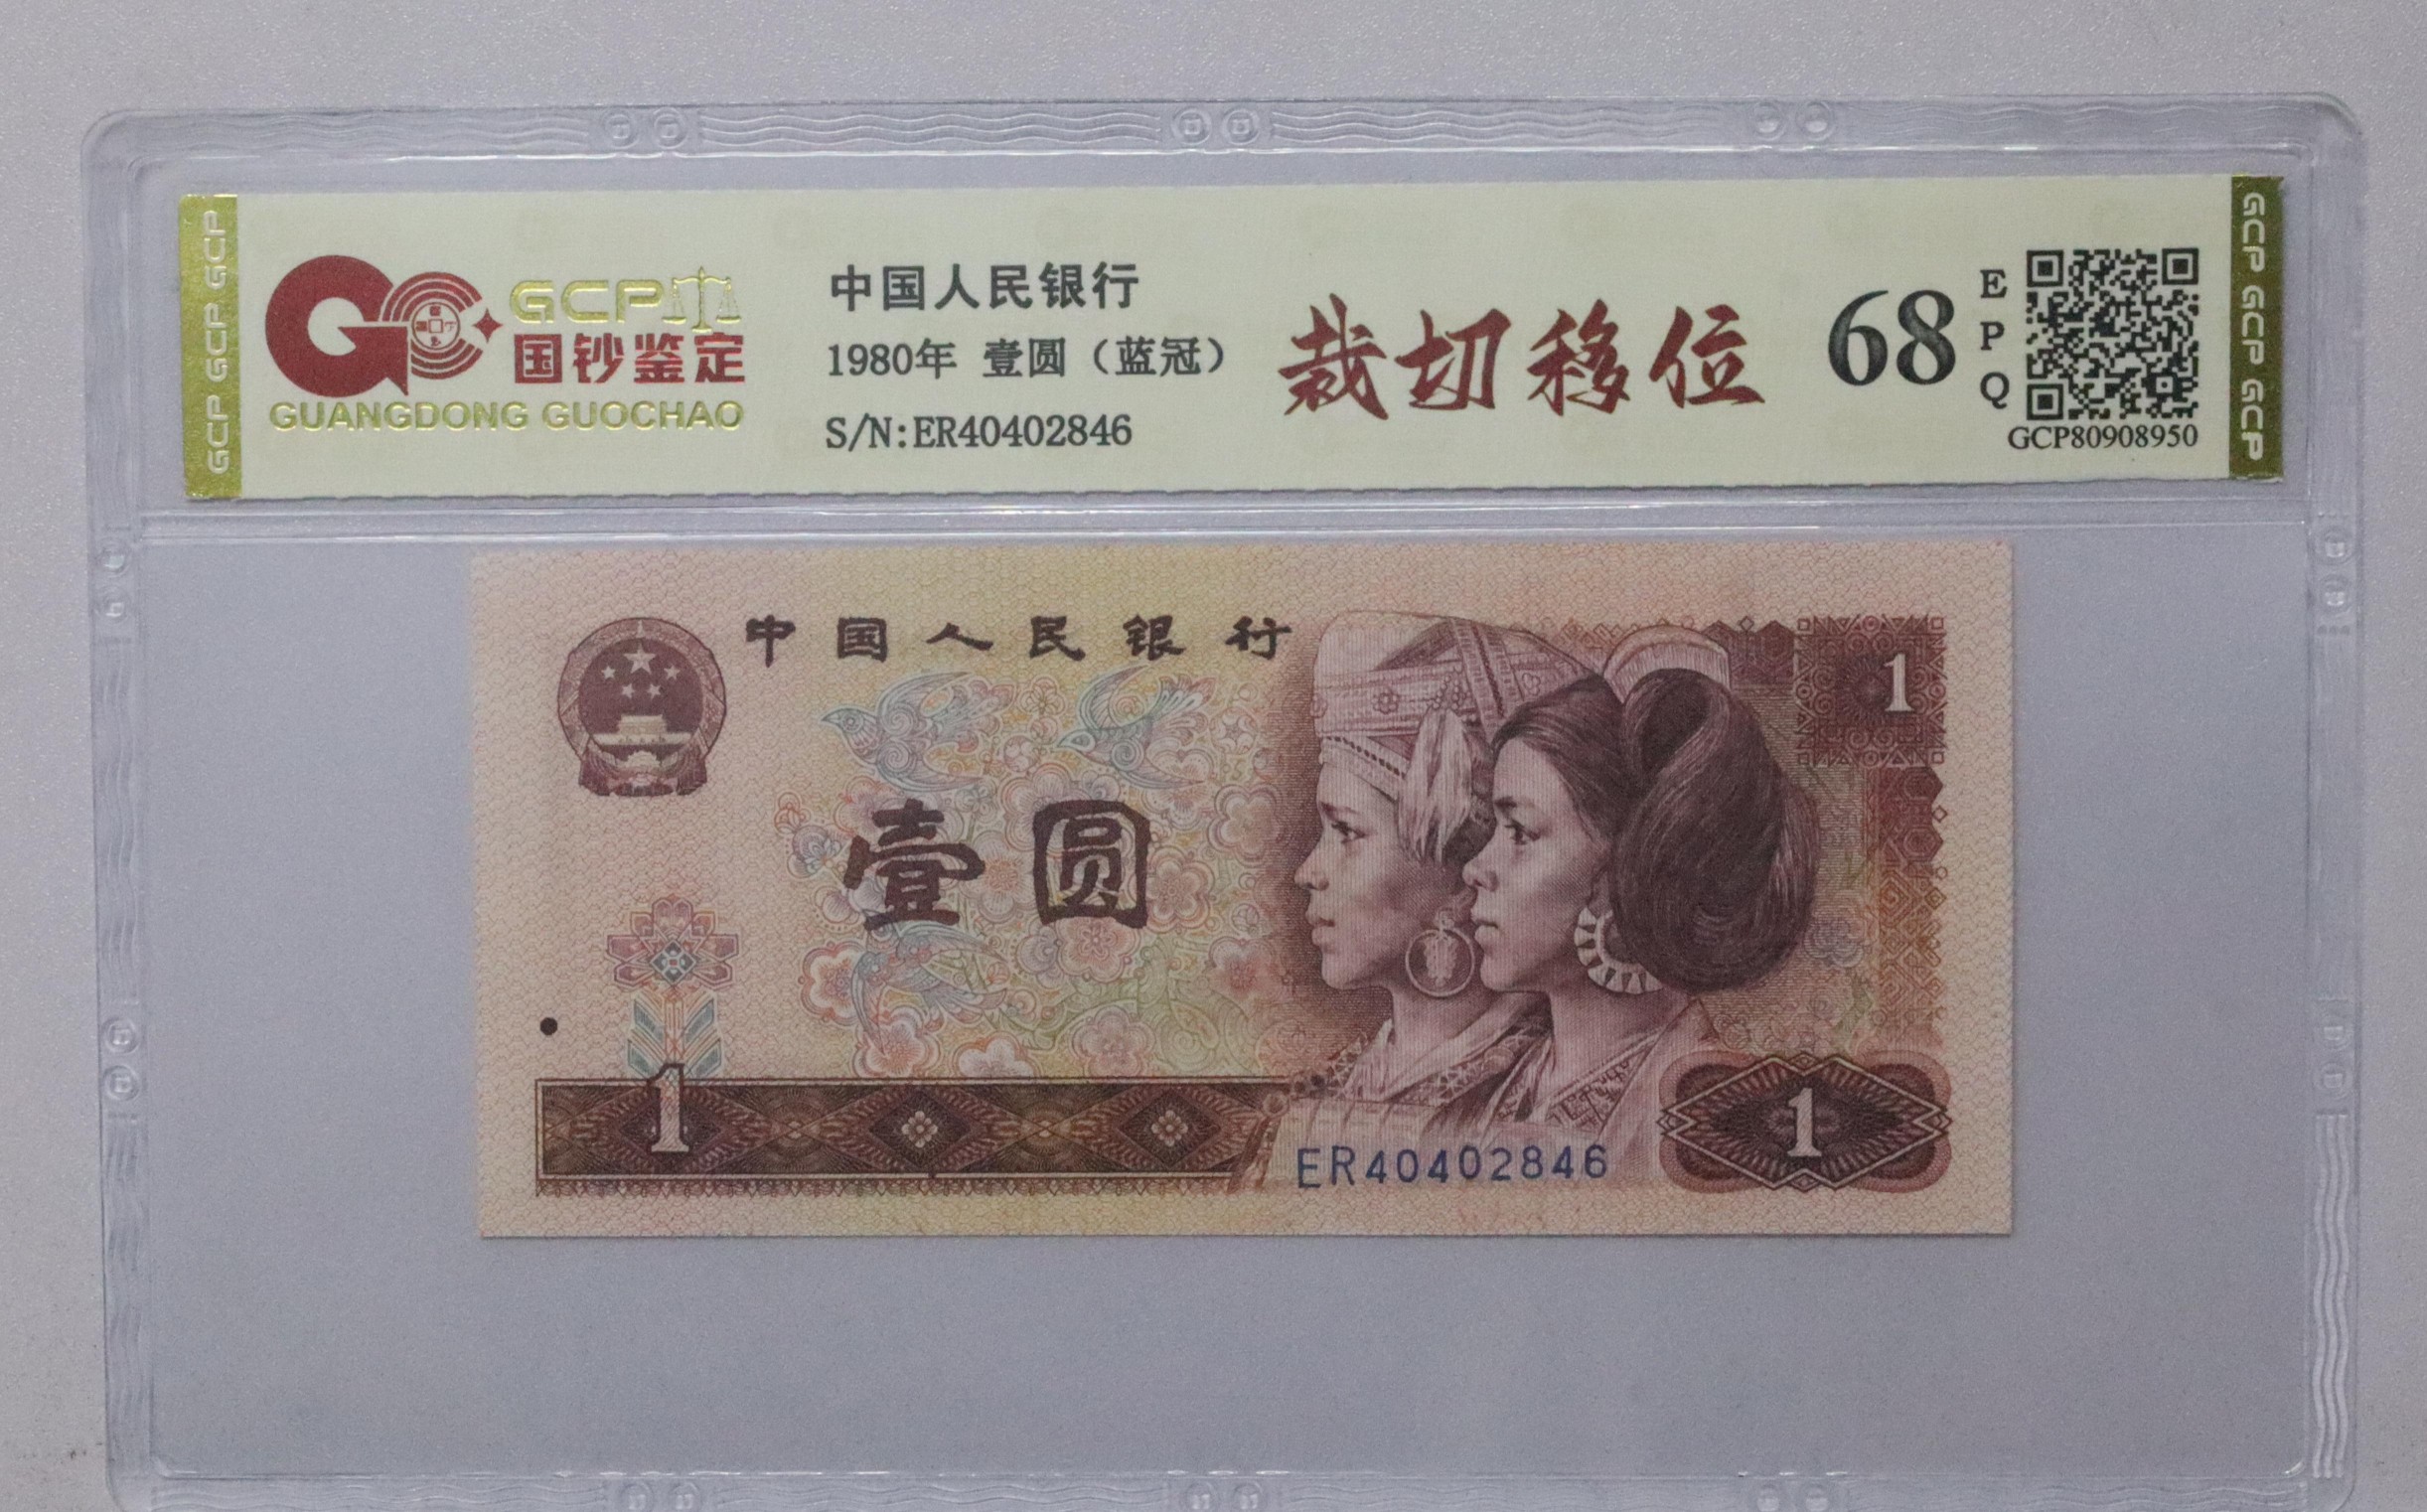 GCP GCP GCP
GCP
国钞鉴定
GUANGDONG GUOCHAO
中国人民银行
1980年 壹圆（蓝冠）
S/N:ER40402846
裁切移位
68
E
P
Q
GCP80908950
GCP GCP GCP
中国人民银行
1
壹圆
1
ER40402846
1